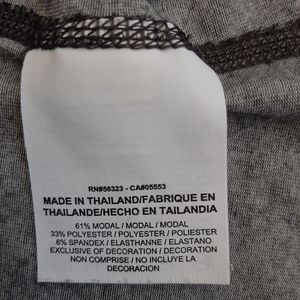 RN#56323 - CA#05553
MADE IN THAILAND/FABRIQUE EN
THAILANDE/HECHO EN TAILANDIA
61% MODAL / MODAL / MODAL
33% POLYESTER / POLYESTER / POLIESTER
6% SPANDEX / ELASTHANNE / ELASTANO
EXCLUSIVE OF DECORATION / DECORATION
NON COMPRISE / NO INCLUYE LA
DECORACION